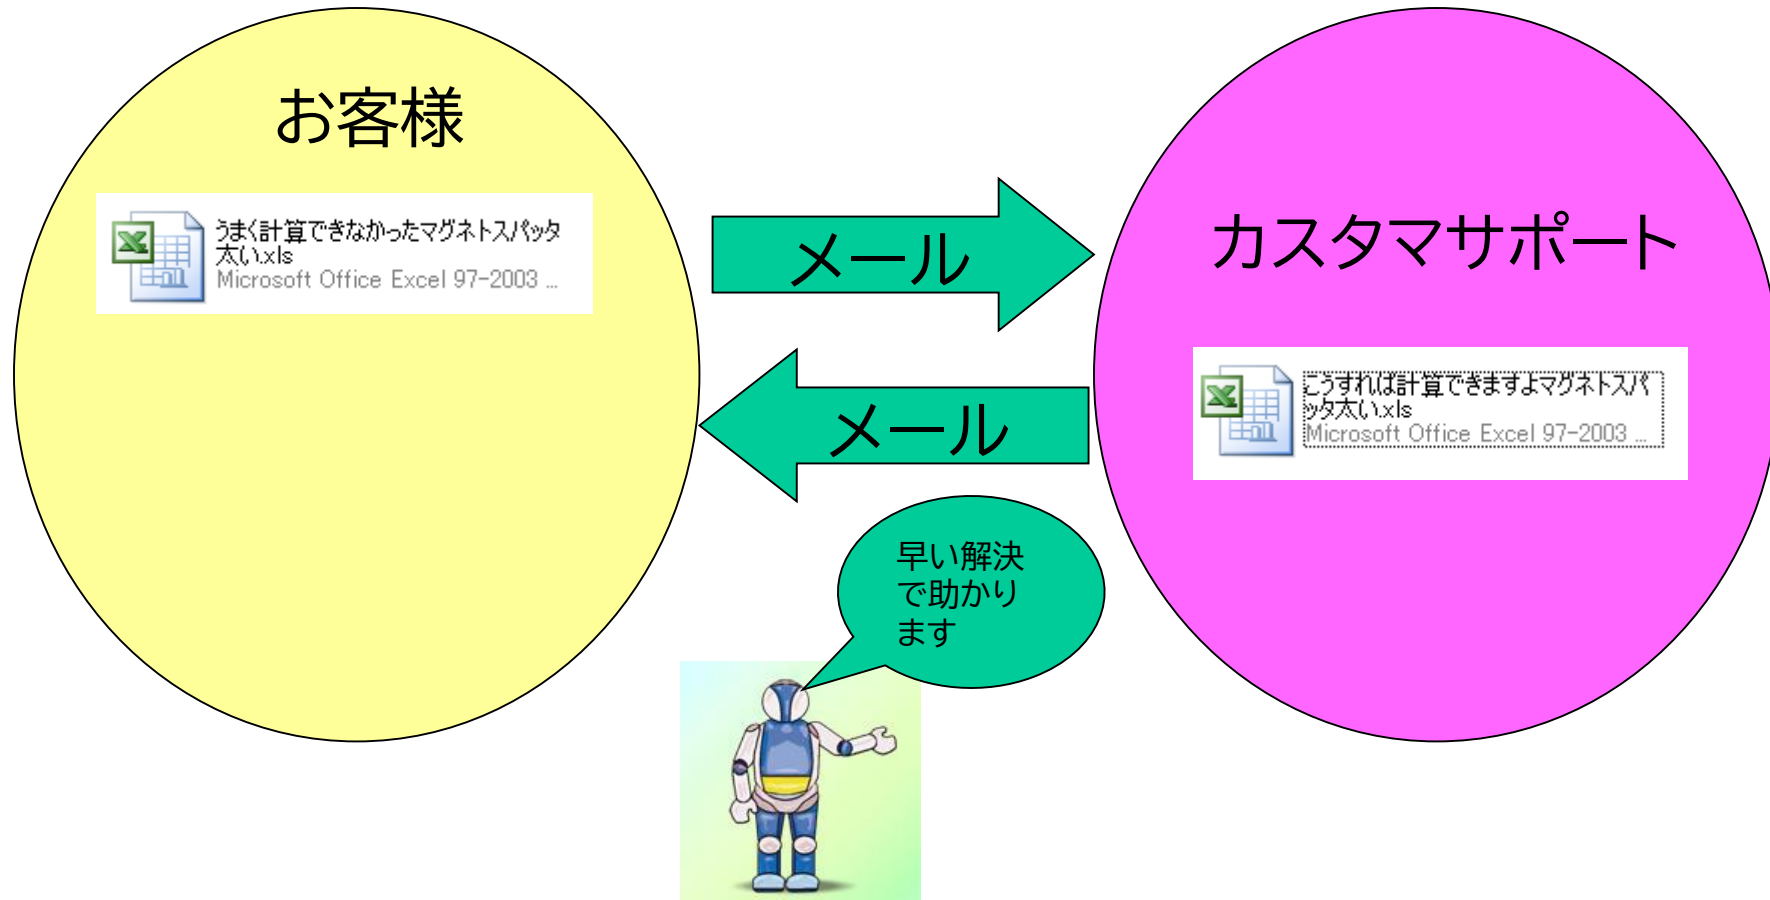 お客様
うまく計算できなかったマグネトスパッタ
太い.xls
Microsoft Office Excel 97-2003 ...
メール
カスタマサポート
メール
こうすれば計算できますよマグネトスパ
ッタ太い.xls
Microsoft Office Excel 97-2003 ...
早い解決
で助かり
ます